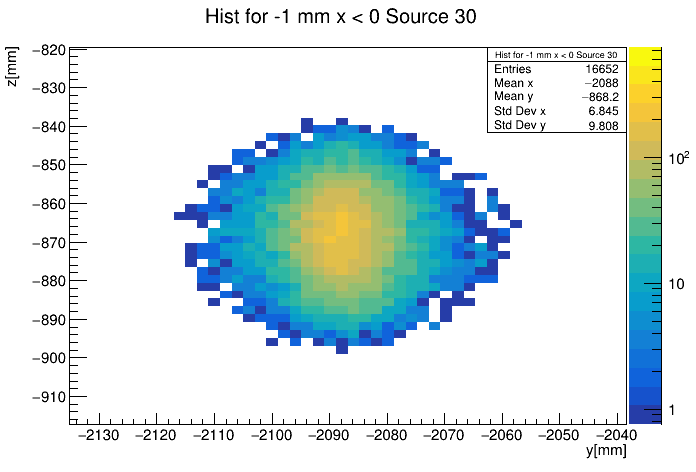 Hist for -1 mm x < 0 Source 30
z[mm]
−820
−830
−840
−850
−860
−870
−880
−890
−900
−910
Hist for -1 mm x < 0 Source 30
Entries 16652
Mean x −2088
Mean y −868.2
Std Dev x 6.845
Std Dev y 9.808
10²
10
1
−2130 −2120 −2110 −2100 −2090 −2080 −2070 −2060 −2050 −2040
y[mm]